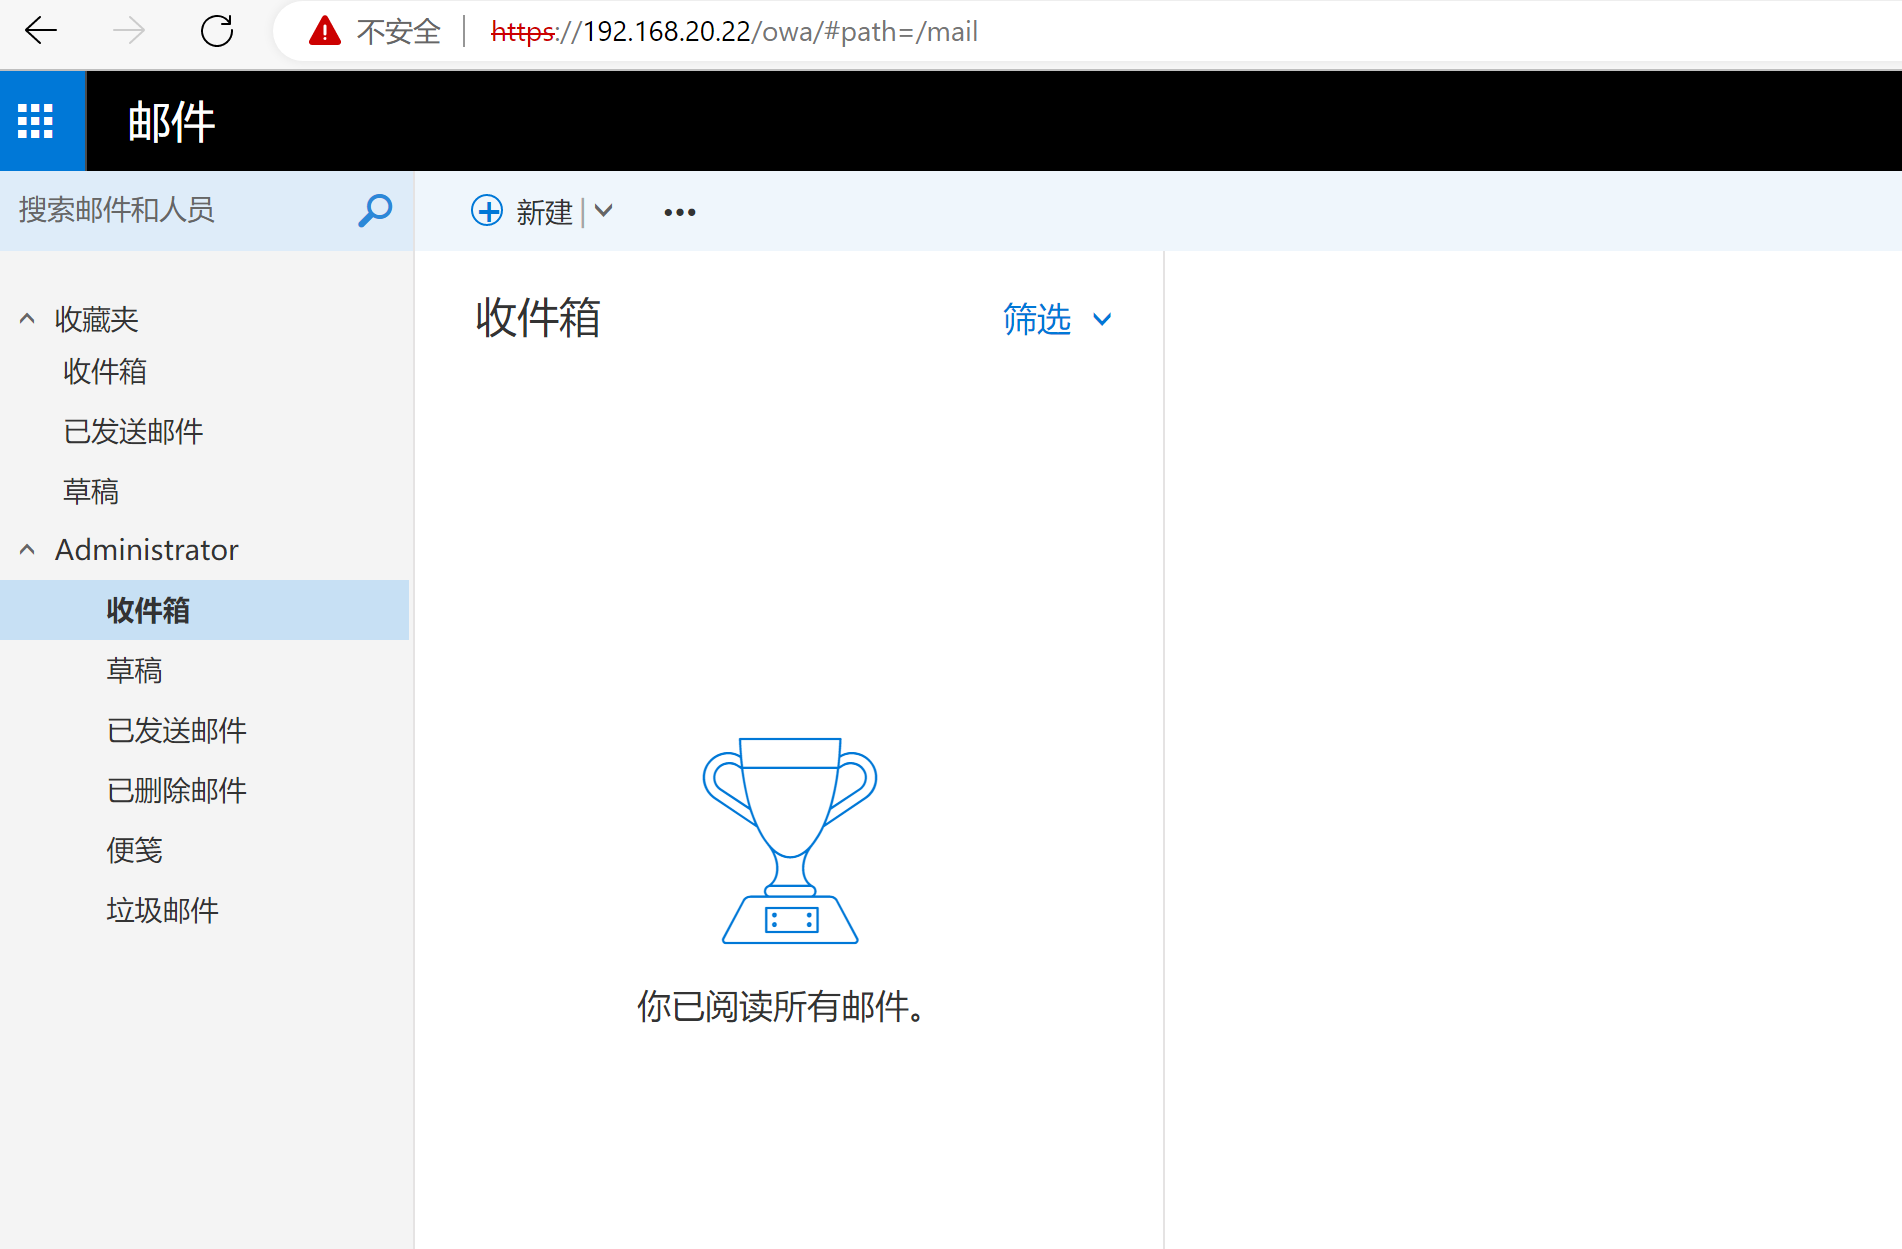 不安全 https://192.168.20.22/owa/#path=/mail
邮件
搜索邮件和人员
新建
收藏夹
收件箱
已发送邮件
草稿
Administrator
收件箱
草稿
已发送邮件
已删除邮件
便笺
垃圾邮件
收件箱
筛选
你已阅读所有邮件。